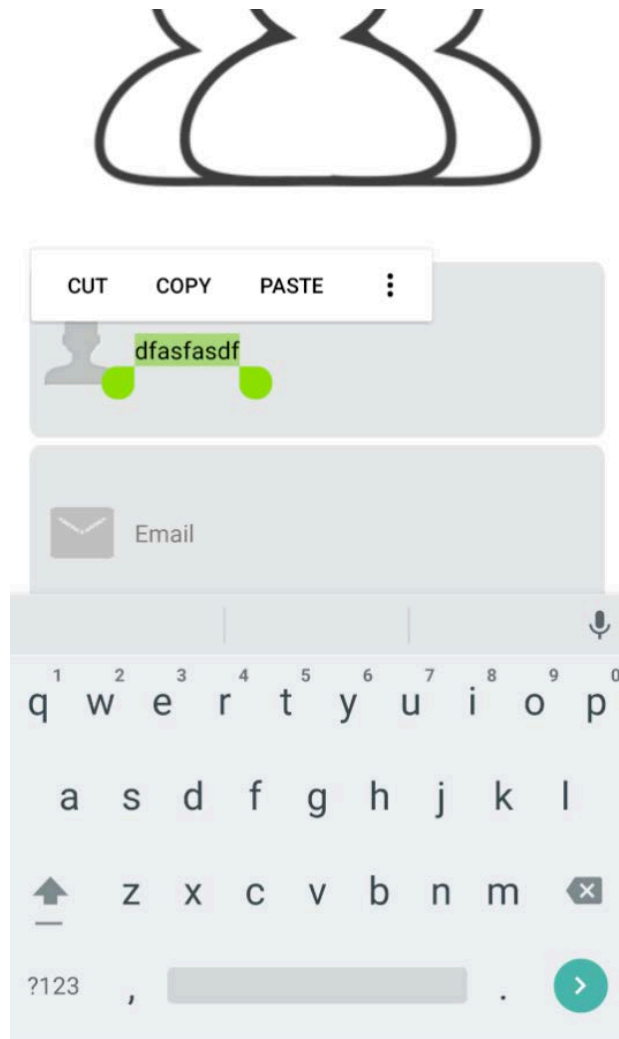 CUT COPY PASTE
dfasfasdf
Email
1 2 3 4 5 6 7 8 9 0
q w e r t y u i o p
a s d f g h j k l
z x c v b n m
?123 , .